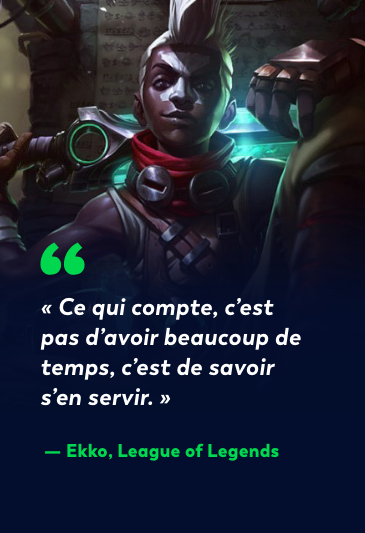 « Ce qui compte, c’est
pas d’avoir beaucoup de
temps, c’est de savoir
s’en servir. »
— Ekko, League of Legends